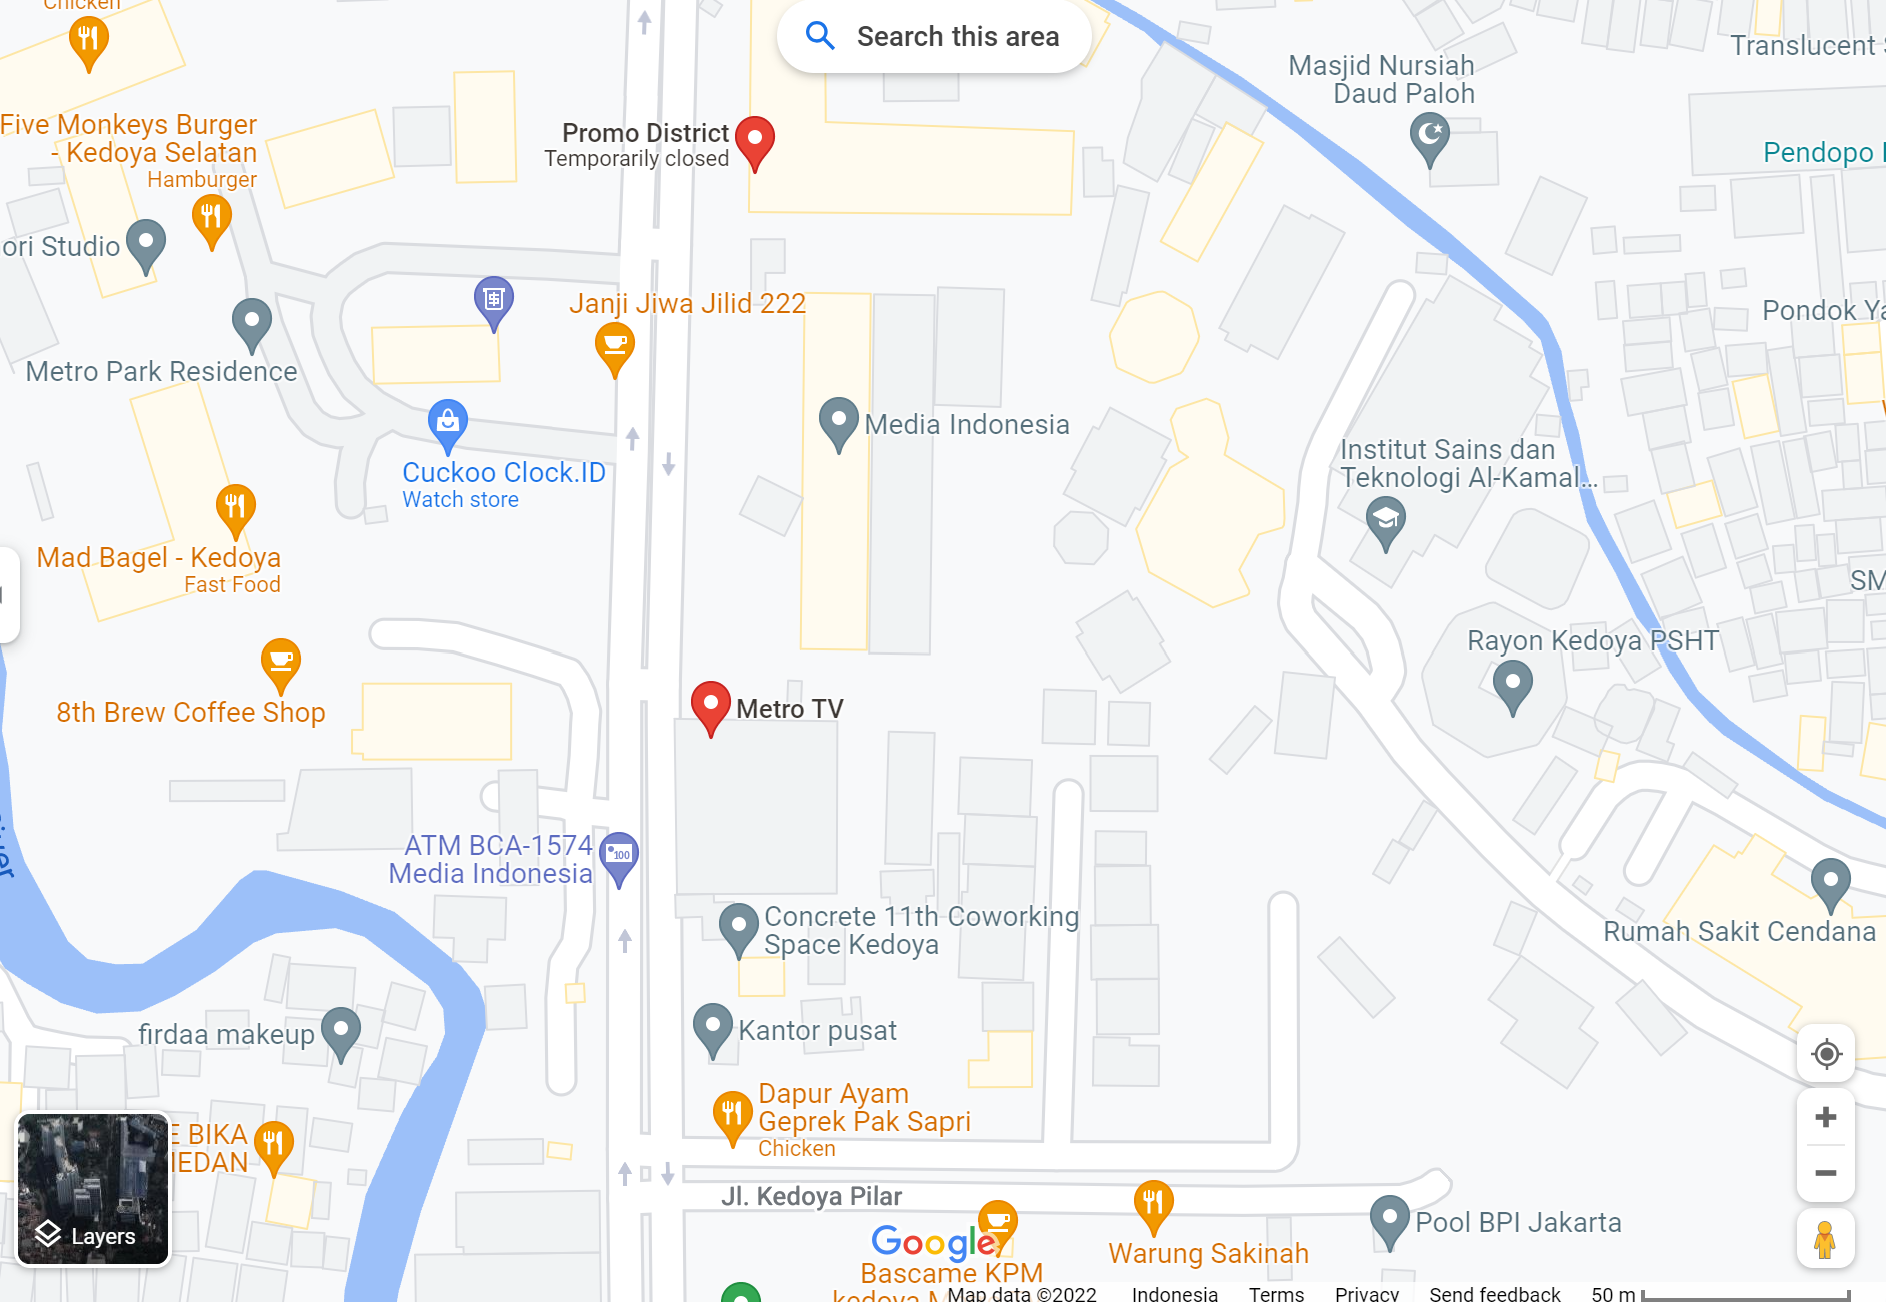 Chicken
Search this area
Translucent
Masjid Nursiah
Daud Paloh
Five Monkeys Burger
- Kedoya Selatan
Hamburger
Promo District
Temporarily closed
Pendopo
ori Studio
Janji Jiwa Jilid 222
Pondok Ya
Metro Park Residence
Media Indonesia
Cuckoo Clock.ID
Watch store
Institut Sains dan
Teknologi Al-Kamal...
Mad Bagel - Kedoya
Fast Food
SM
Rayon Kedoya PSHT
8th Brew Coffee Shop
Metro TV
ATM BCA-1574
Media Indonesia
100
Concrete 11th Coworking
Space Kedoya
Rumah Sakit Cendana
firdaa makeup
Kantor pusat
Dapur Ayam
Geprek Pak Sapri
Chicken
E BIKA
MEDAN
Jl. Kedoya Pilar
Pool BPI Jakarta
Layers
Google
Warung Sakinah
Bascame KPM
kedoya
Map data ©2022
Indonesia
Terms
Privacy
Send feedback
50 m